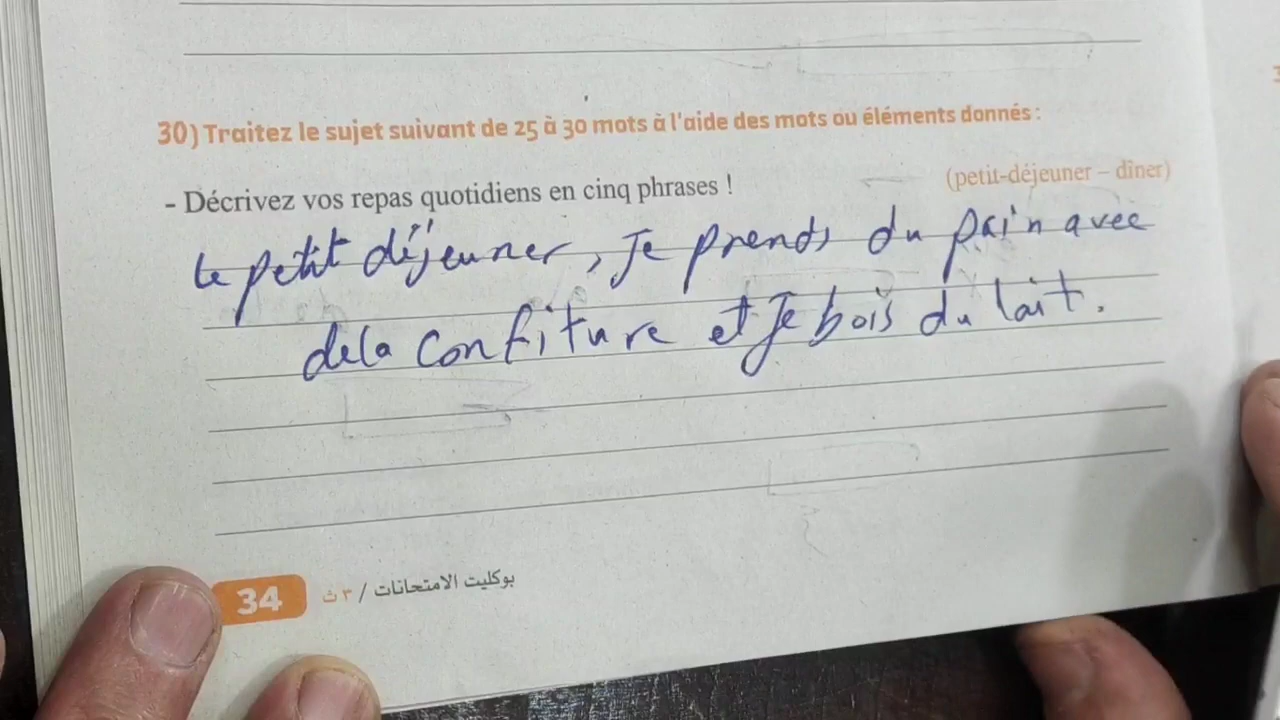 30) Traitez le sujet suivant de 25 à 30 mots à l'aide des mots ou éléments donnés :
- Décrivez vos repas quotidiens en cinq phrases ! (petit-déjeuner – dîner)
Le petit déjeuner, Je prends du pain avec
dela confiture et Je bois du lait.
34 بوكليت الامتحانات / ٣ ث